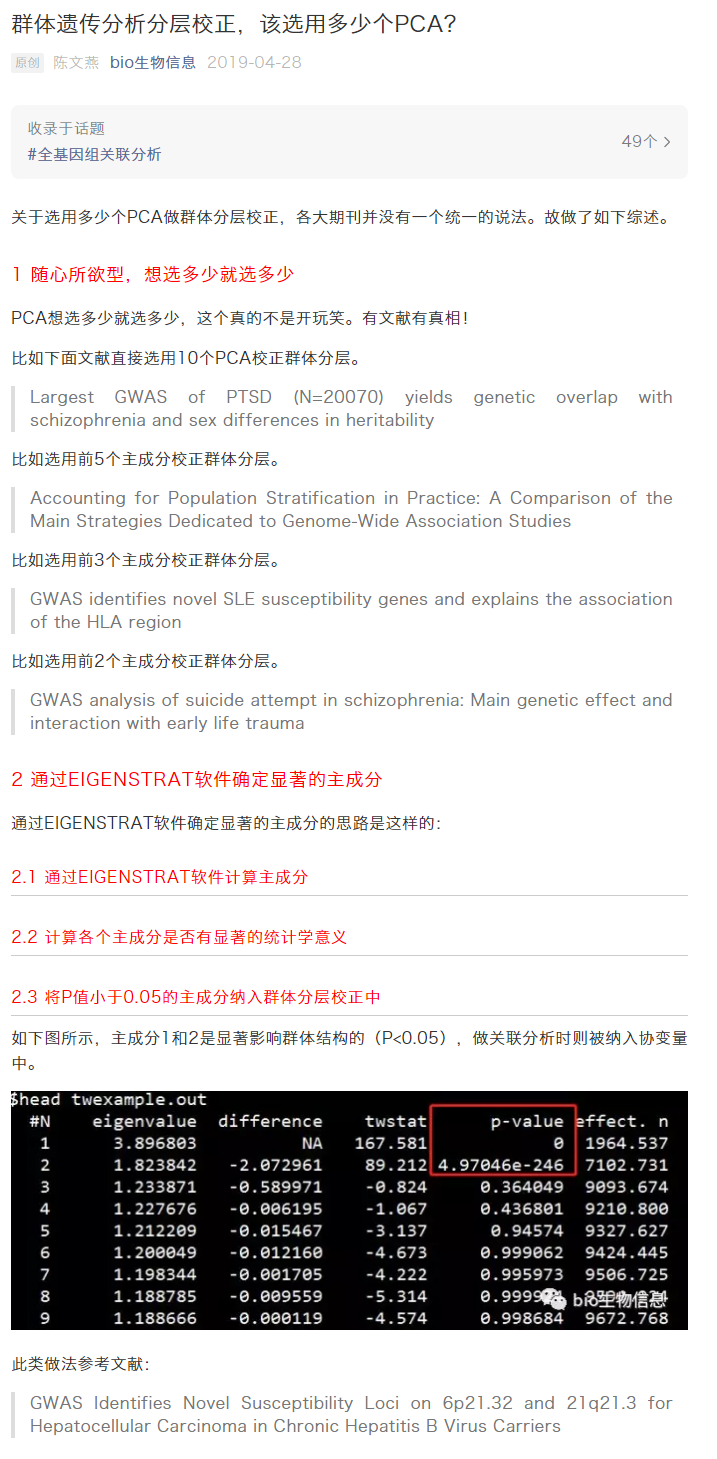 群体遗传分析分层校正，该选用多少个PCA？
原创 陈文燕 bio生物信息 2019-04-28
收录于话题
#全基因组关联分析
49个
关于选用多少个PCA做群体分层校正，各大期刊并没有一个统一的说法。故做了如下综述。
1 随心所欲型，想选多少就选多少
PCA想选多少就选多少，这个真的不是开玩笑。有文献有真相！
比如下面文献直接选用10个PCA校正群体分层。
Largest GWAS of PTSD (N=20070) yields genetic overlap with
schizophrenia and sex differences in heritability
比如选用前5个主成分校正群体分层。
Accounting for Population Stratification in Practice: A Comparison of the
Main Strategies Dedicated to Genome-Wide Association Studies
比如选用前3个主成分校正群体分层。
GWAS identifies novel SLE susceptibility genes and explains the association
of the HLA region
比如选用前2个主成分校正群体分层。
GWAS analysis of suicide attempt in schizophrenia: Main genetic effect and
interaction with early life trauma
2 通过EIGENSTRAT软件确定显著的主成分
通过EIGENSTRAT软件确定显著的主成分的思路是这样的：
2.1 通过EIGENSTRAT软件计算主成分
2.2 计算各个主成分是否有显著的统计学意义
2.3 将P值小于0.05的主成分纳入群体分层校正中
如下图所示，主成分1和2是显著影响群体结构的（P<0.05），做关联分析时则被纳入协变量
中。
$head twexample.out
#N eigenvalue difference twstat p-value effect. n
1 3.896803 NA 167.581 0 1964.537
2 1.823842 -2.072961 89.212 4.97046e-246 7102.731
3 1.233871 -0.589971 -0.824 0.364049 9093.674
4 1.227676 -0.006195 -1.067 0.436801 9210.800
5 1.212209 -0.015467 -3.137 0.94574 9327.627
6 1.200049 -0.012160 -4.673 0.999062 9424.445
7 1.198344 -0.001705 -4.222 0.995973 9506.725
8 1.188785 -0.009559 -5.314
bio生物信息
9 1.188666 -0.000119 -4.574 0.998684 9672.768
此类做法参考文献：
GWAS Identifies Novel Susceptibility Loci on 6p21.32 and 21q21.3 for
Hepatocellular Carcinoma in Chronic Hepatitis B Virus Carriers